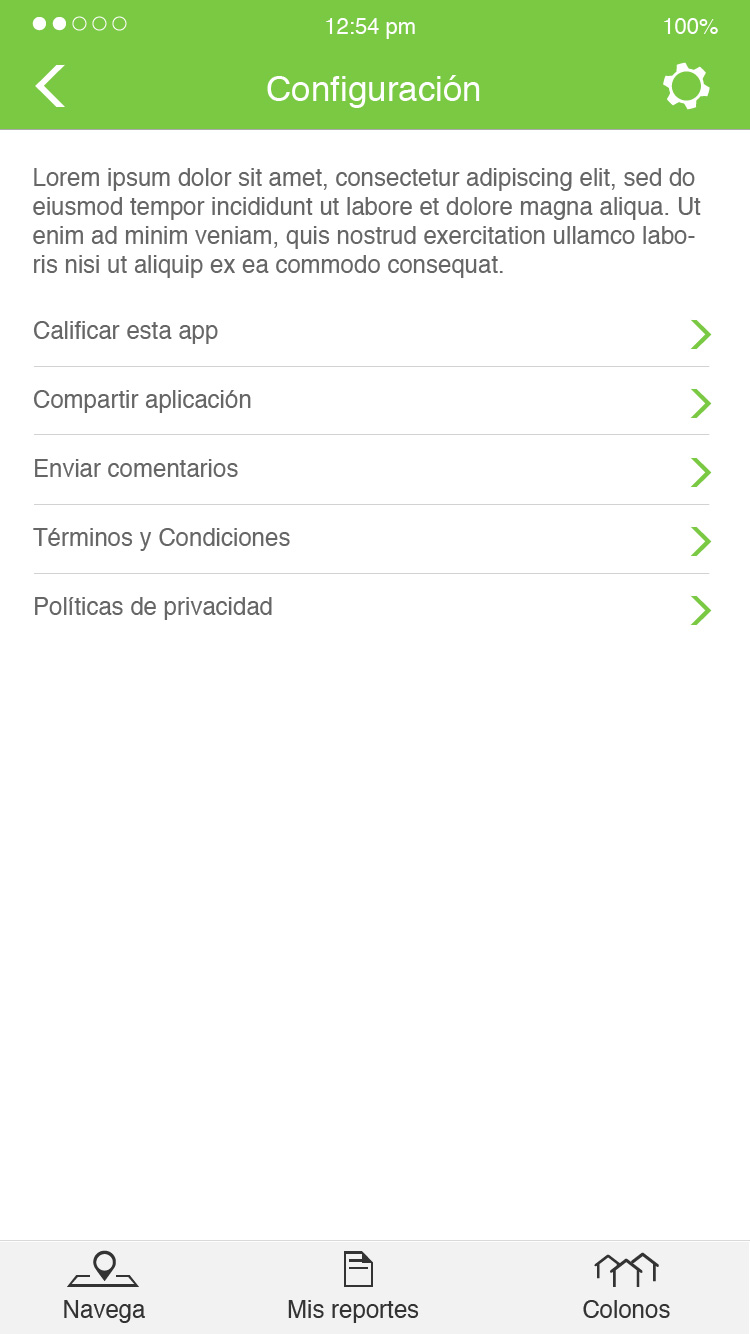 12:54 pm 100%
Configuración
Lorem ipsum dolor sit amet, consectetur adipiscing elit, sed do
eiusmod tempor incididunt ut labore et dolore magna aliqua. Ut
enim ad minim veniam, quis nostrud exercitation ullamco labo-
ris nisi ut aliquip ex ea commodo consequat.
Calificar esta app
Compartir aplicación
Enviar comentarios
Términos y Condiciones
Políticas de privacidad
Navega Mis reportes Colonos